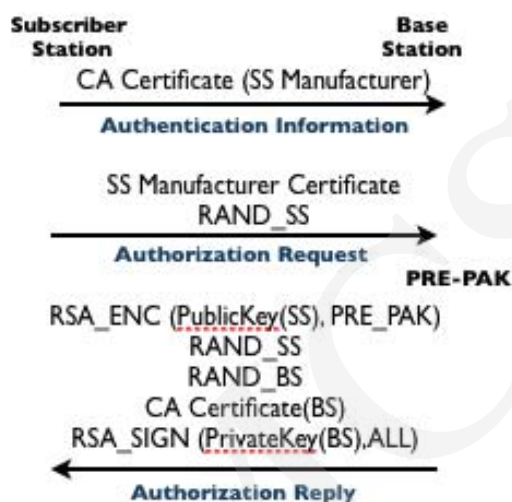 Subscriber Station
Base Station
CA Certificate (SS Manufacturer)
Authentication Information
SS Manufacturer Certificate
RAND_SS
Authorization Request
PRE-PAK
RSA_ENC (PublicKey(SS), PRE_PAK)
RAND_SS
RAND_BS
CA Certificate(BS)
RSA_SIGN (PrivateKey(BS),ALL)
Authorization Reply